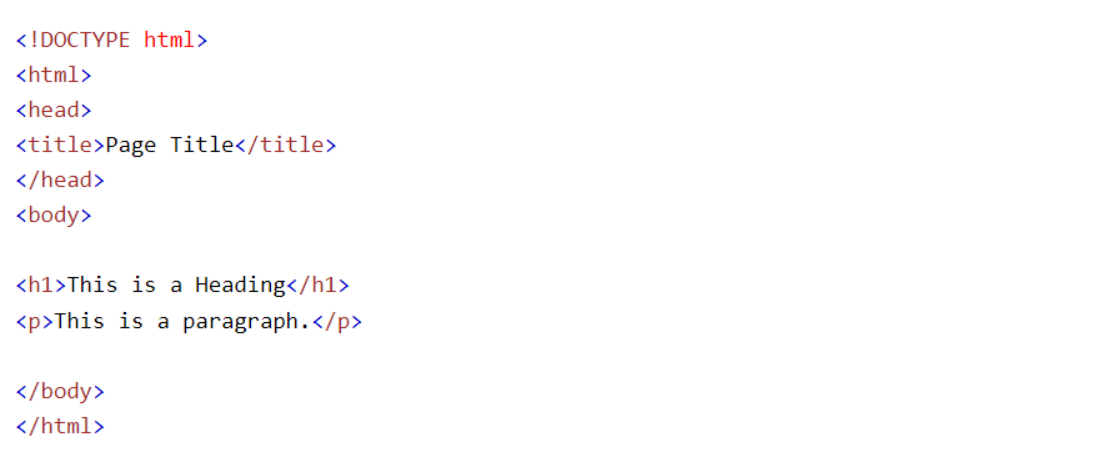 <!DOCTYPE html>
<html>
<head>
<title>Page Title</title>
</head>
<body>
<h1>This is a Heading</h1>
<p>This is a paragraph.</p>
</body>
</html>